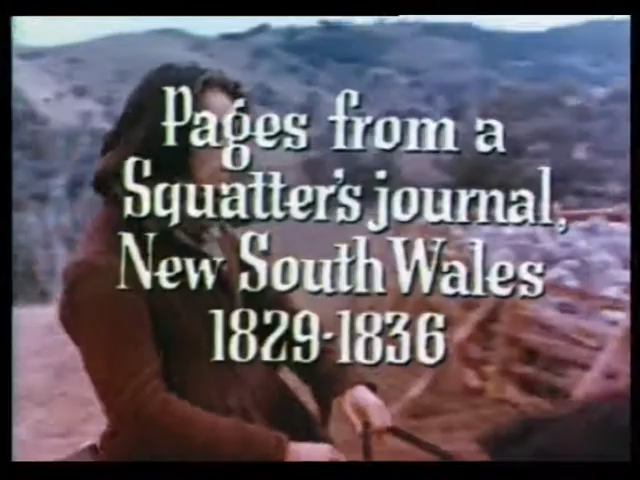 Pages from a
Squatter's journal,
New South Wales
1829-1836